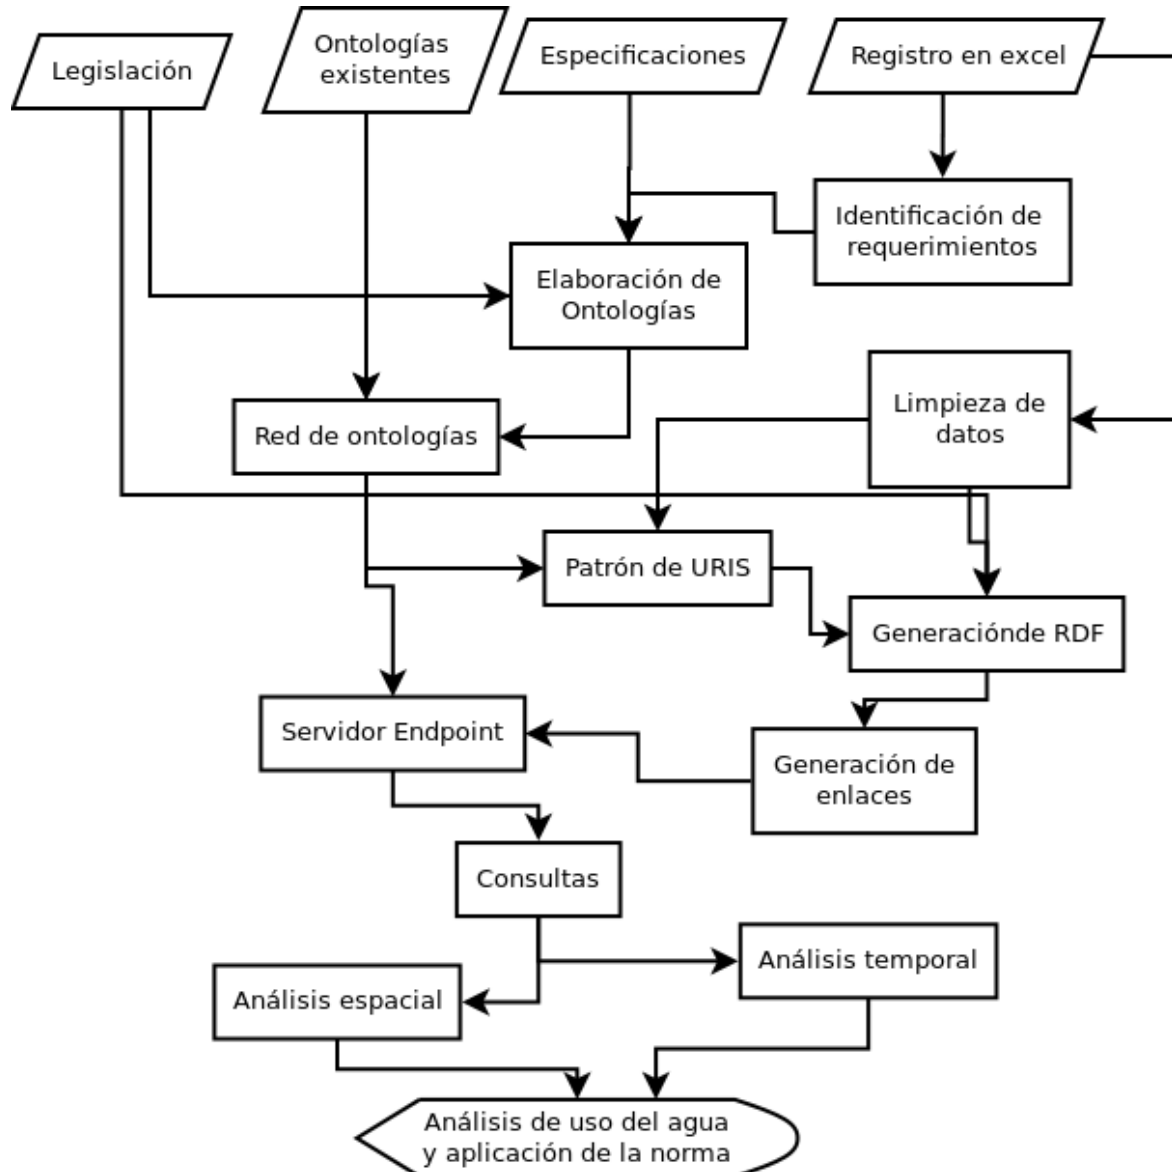 Legislación
Ontologías
existentes
Especificaciones
Registro en excel
Identificación de
requerimientos
Elaboración de
Ontologías
Limpieza de
datos
Red de ontologías
Patrón de URIS
Generaciónde RDF
Servidor Endpoint
Generación de
enlaces
Consultas
Análisis temporal
Análisis espacial
Análisis de uso del agua
y aplicación de la norma